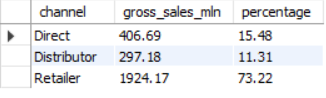 channel gross_sales_mln percentage
Direct 406.69 15.48
Distributor 297.18 11.31
Retailer 1924.17 73.22